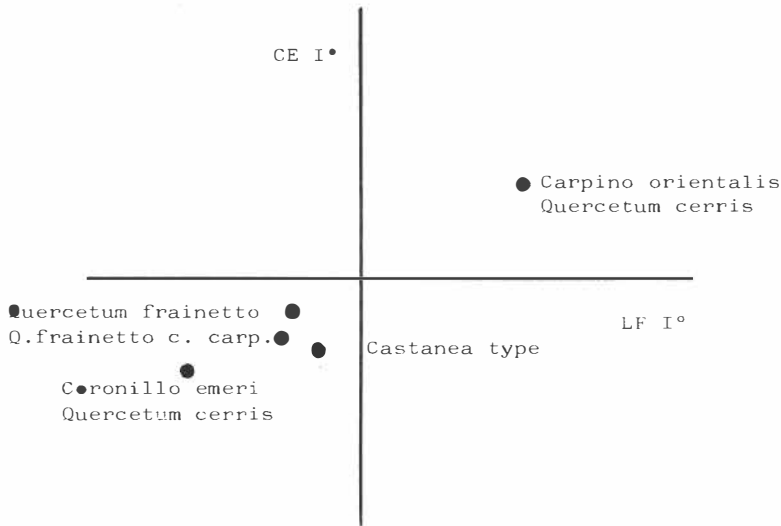 CE I°
Carpino orientalis
Quercetum cerris
Quercetum frainetto
Q.frainetto c. carp.
LF I°
Castanea type
Coronillo emeri
Quercetum cerris